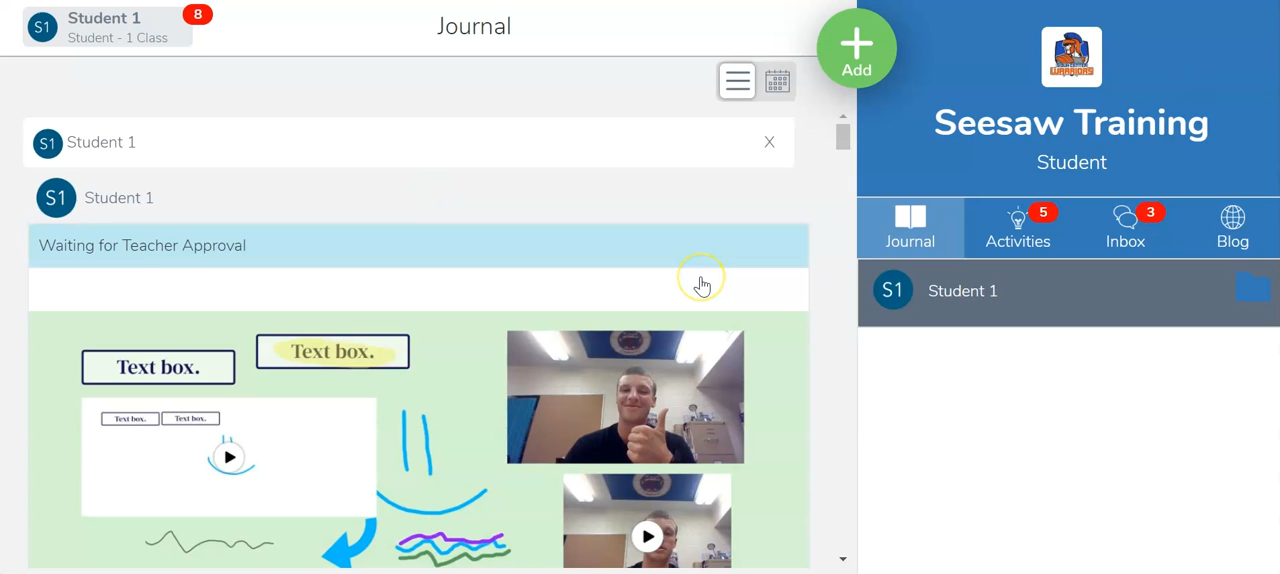 S1
Student 1
Student - 1 Class
8
Journal
Add
WARRIORS
Seesaw Training
Student
Journal
Activities
5
Inbox
3
Blog
S1
Student 1
S1
Student 1
X
S1
Student 1
Waiting for Teacher Approval
Text box.
Text box.
Text box.
Text box.